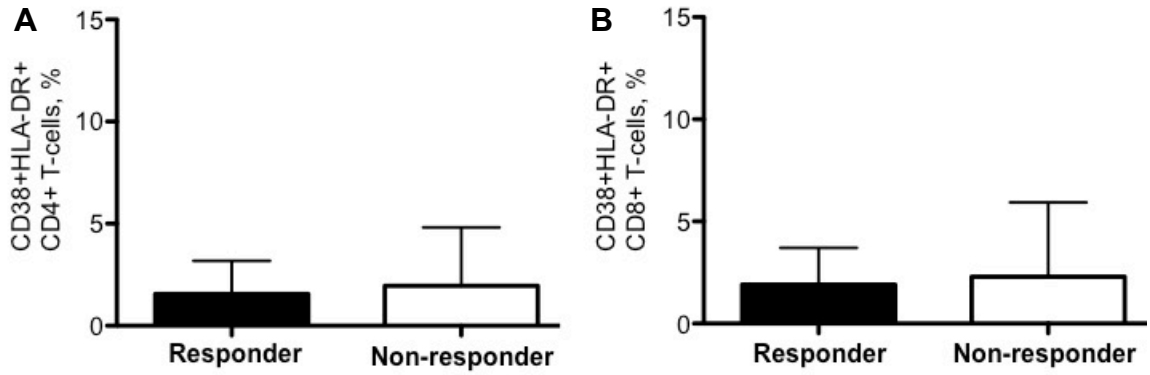 A
15
10
5
0
CD38+HLA-DR+
CD4+ T-cells, %
Responder
Non-responder
B
15
10
5
0
CD38+HLA-DR+
CD8+ T-cells, %
Responder
Non-responder